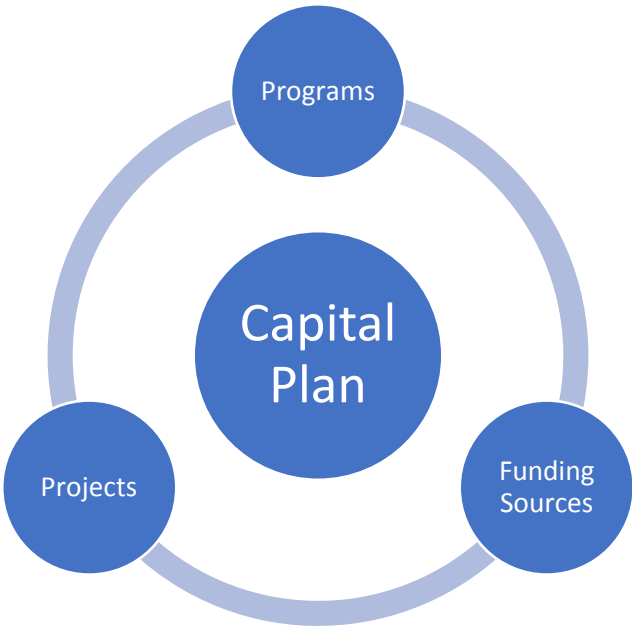 Programs
Capital
Plan
Projects
Funding
Sources